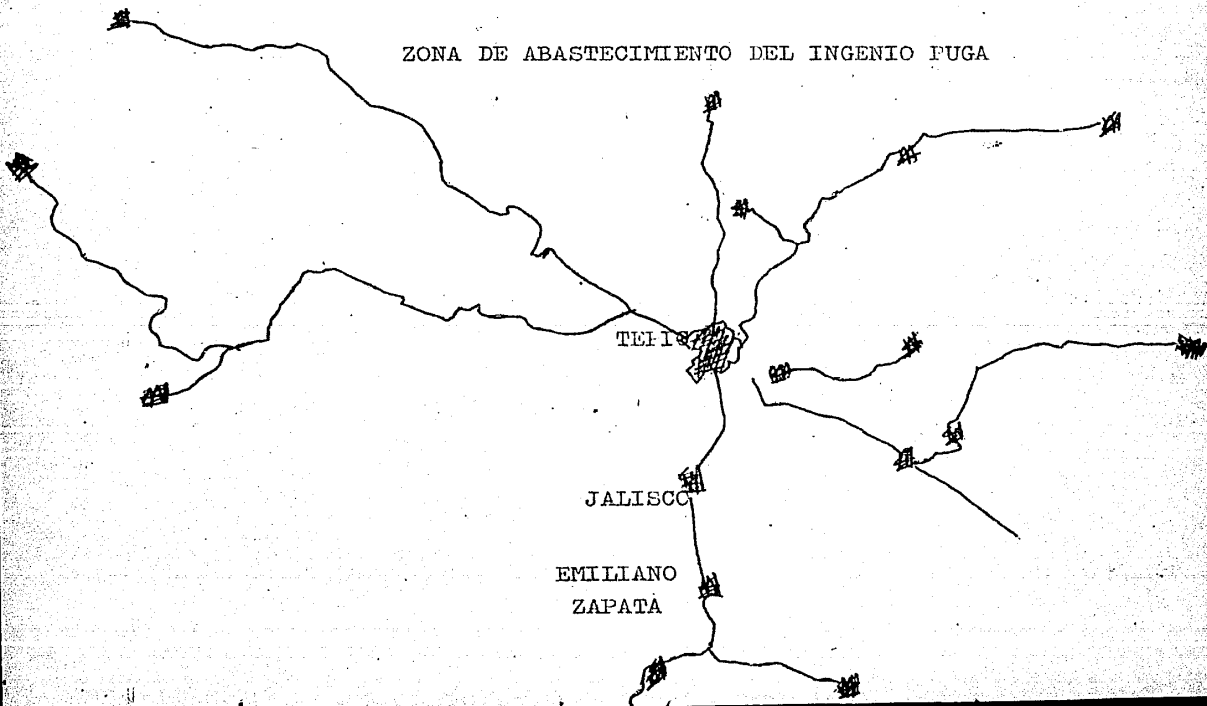 ZONA DE ABASTECIMIENTO DEL INGENIO PUGA
TEPIC
JALISCO
EMILIANO
ZAPATA